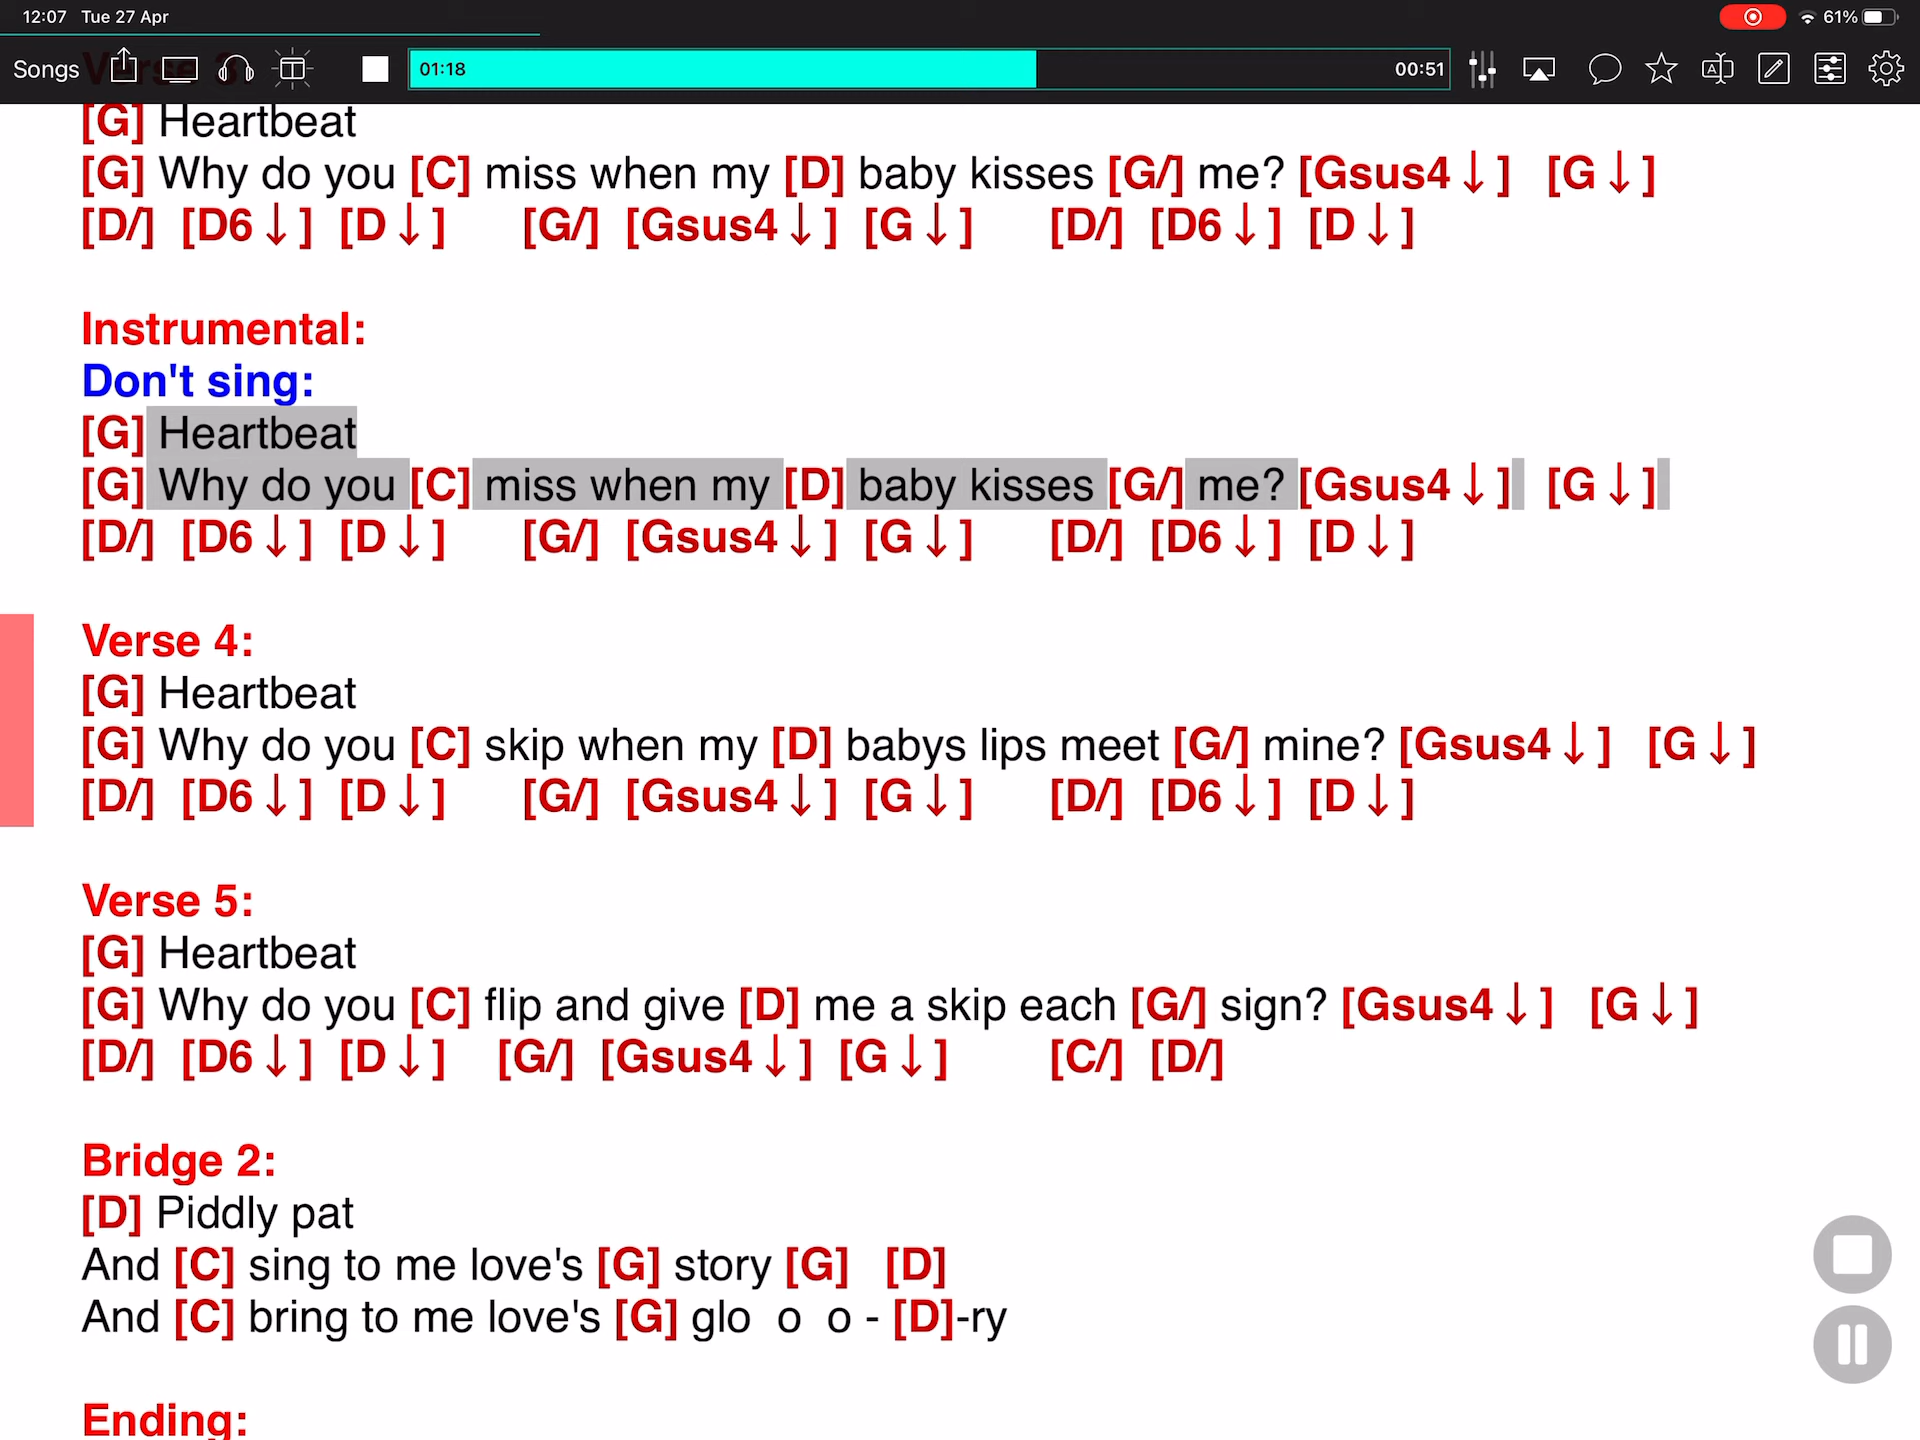 12:07 Tue 27 Apr 61%
Songs 01:18 00:51
[G] Heartbeat
[G] Why do you [C] miss when my [D] baby kisses [G/] me? [Gsus4↓] [G↓]
[D/] [D6↓] [D↓] [G/] [Gsus4↓] [G↓] [D/] [D6↓] [D↓]
Instrumental:
Don't sing:
[G] Heartbeat
[G] Why do you [C] miss when my [D] baby kisses [G/] me? [Gsus4↓] [G↓]
[D/] [D6↓] [D↓] [G/] [Gsus4↓] [G↓] [D/] [D6↓] [D↓]
Verse 4:
[G] Heartbeat
[G] Why do you [C] skip when my [D] babys lips meet [G/] mine? [Gsus4↓] [G↓]
[D/] [D6↓] [D↓] [G/] [Gsus4↓] [G↓] [D/] [D6↓] [D↓]
Verse 5:
[G] Heartbeat
[G] Why do you [C] flip and give [D] me a skip each [G/] sign? [Gsus4↓] [G↓]
[D/] [D6↓] [D↓] [G/] [Gsus4↓] [G↓] [C/] [D/]
Bridge 2:
[D] Piddly pat
And [C] sing to me love's [G] story [G] [D]
And [C] bring to me love's [G] glo o o - [D]-ry
Ending: